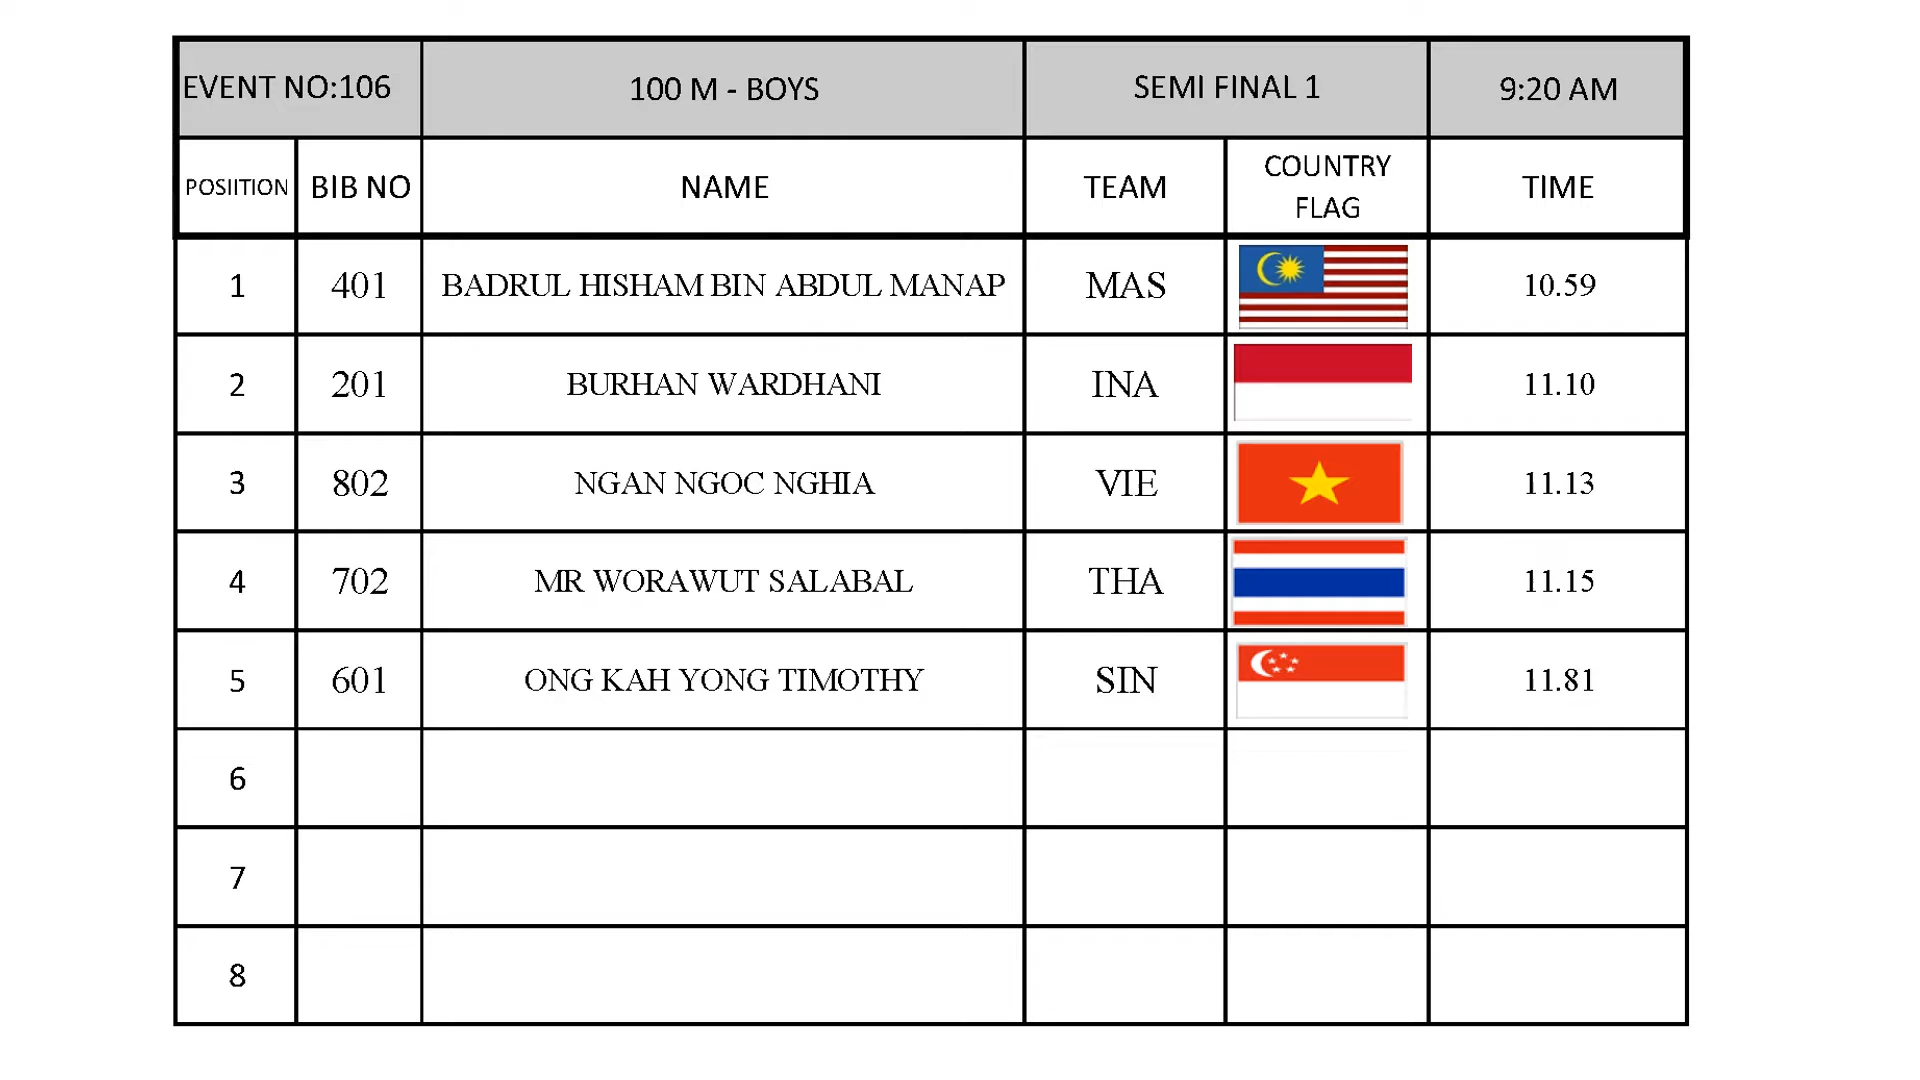 EVENT NO:106 100 M - BOYS SEMI FINAL 1 9:20 AM
POSIITION BIB NO NAME TEAM COUNTRY FLAG TIME
1 401 BADRUL HISHAM BIN ABDUL MANAP MAS 10.59
2 201 BURHAN WARDHANI INA 11.10
3 802 NGAN NGOC NGHIA VIE 11.13
4 702 MR WORAWUT SALABAL THA 11.15
5 601 ONG KAH YONG TIMOTHY SIN 11.81
6
7
8